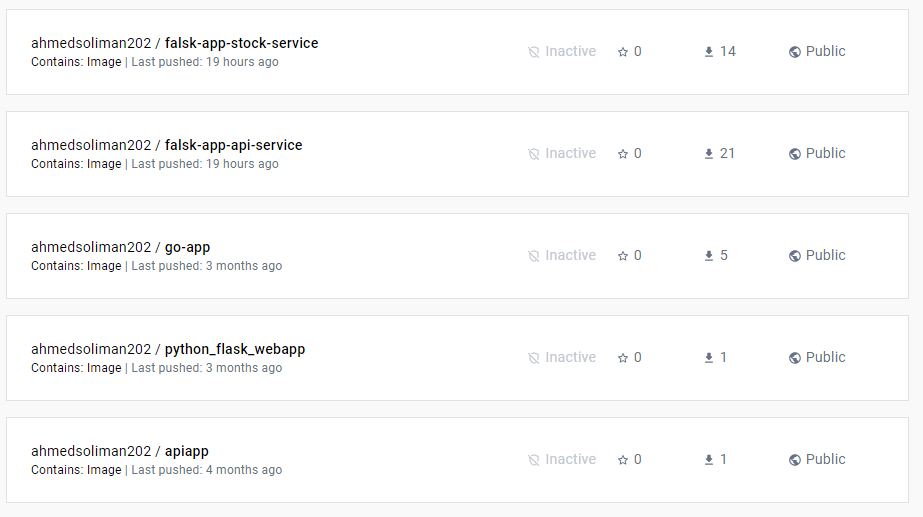 ahmedsoliman202 / falsk-app-stock-service
Inactive 0 14 Public
Contains: Image | Last pushed: 19 hours ago
ahmedsoliman202 / falsk-app-api-service
Inactive 0 21 Public
Contains: Image | Last pushed: 19 hours ago
ahmedsoliman202 / go-app
Inactive 0 5 Public
Contains: Image | Last pushed: 3 months ago
ahmedsoliman202 / python_flask_webapp
Inactive 0 1 Public
Contains: Image | Last pushed: 3 months ago
ahmedsoliman202 / apiapp
Inactive 0 1 Public
Contains: Image | Last pushed: 4 months ago